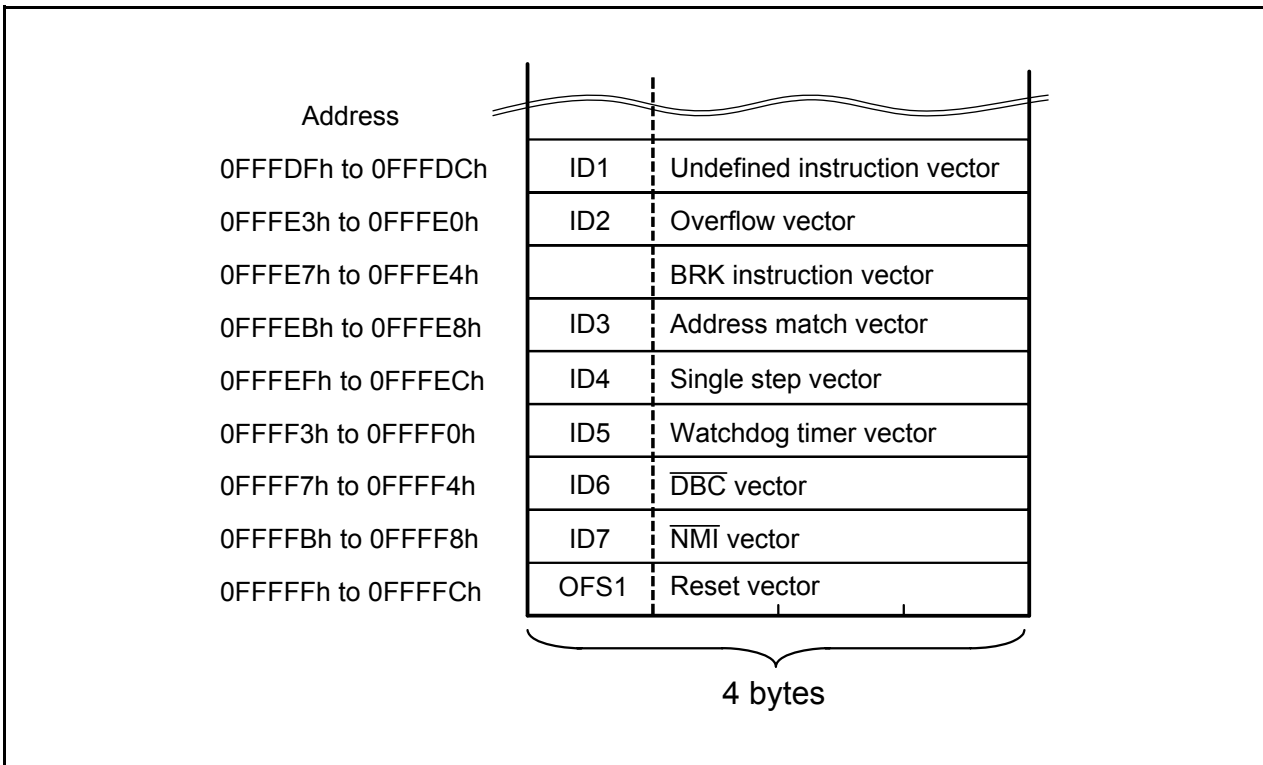 Address
0FFFDFh to 0FFFDCh ID1 Undefined instruction vector
0FFFE3h to 0FFFE0h ID2 Overflow vector
0FFFE7h to 0FFFE4h BRK instruction vector
0FFFEBh to 0FFFE8h ID3 Address match vector
0FFFEFh to 0FFFECh ID4 Single step vector
0FFFF3h to 0FFFF0h ID5 Watchdog timer vector
0FFFF7h to 0FFFF4h ID6 D̅B̅C̅ vector
0FFFFBh to 0FFFF8h ID7 N̅M̅I̅ vector
0FFFFFh to 0FFFFCh OFS1 Reset vector
4 bytes